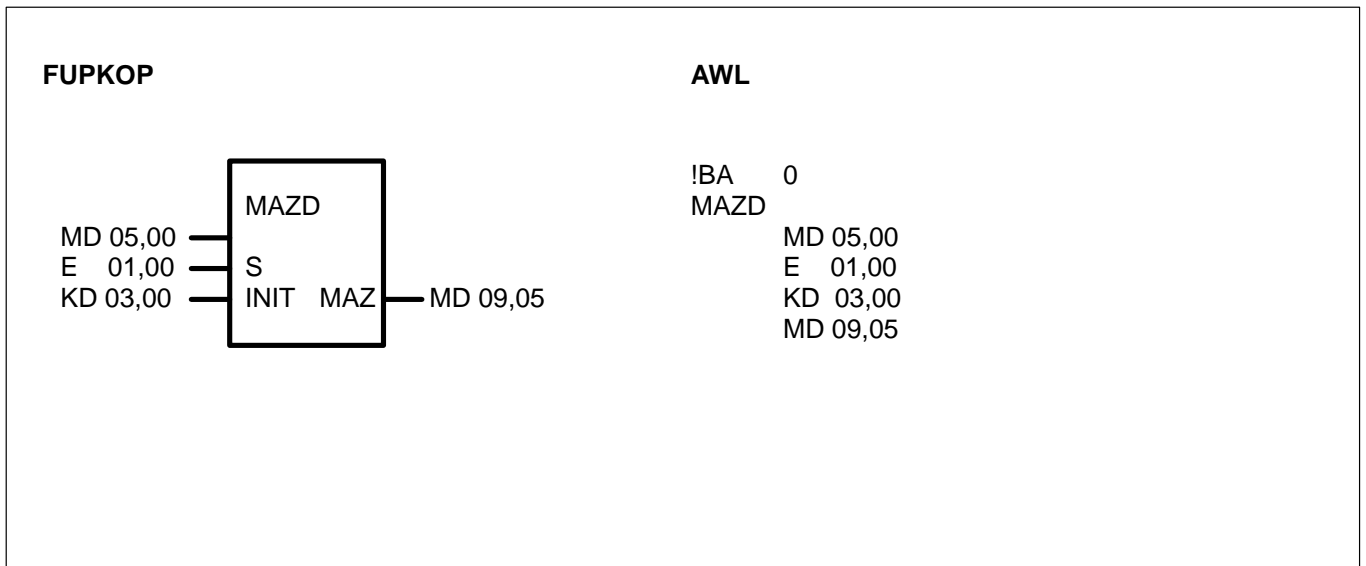 FUPKOP
MAZD
MD 05,00
E 01,00 S
KD 03,00 INIT MAZ MD 09,05
AWL
!BA 0
MAZD
MD 05,00
E 01,00
KD 03,00
MD 09,05